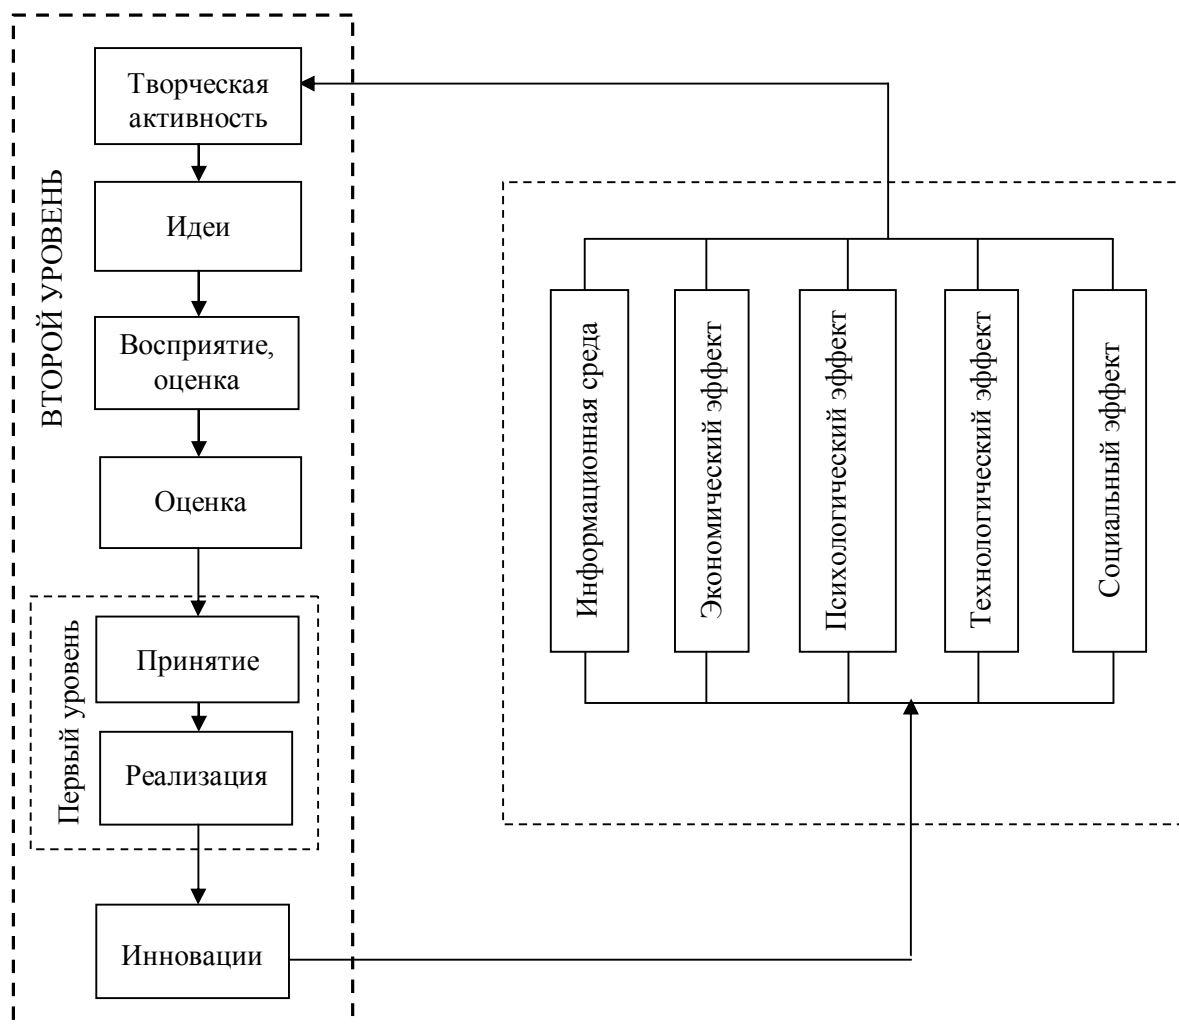 ВТОРОЙ УРОВЕНЬ
Творческая
активность
Идеи
Восприятие,
оценка
Оценка
Первый уровень
Принятие
Реализация
Инновации
Информационная среда
Экономический эффект
Психологический эффект
Технологический эффект
Социальный эффект